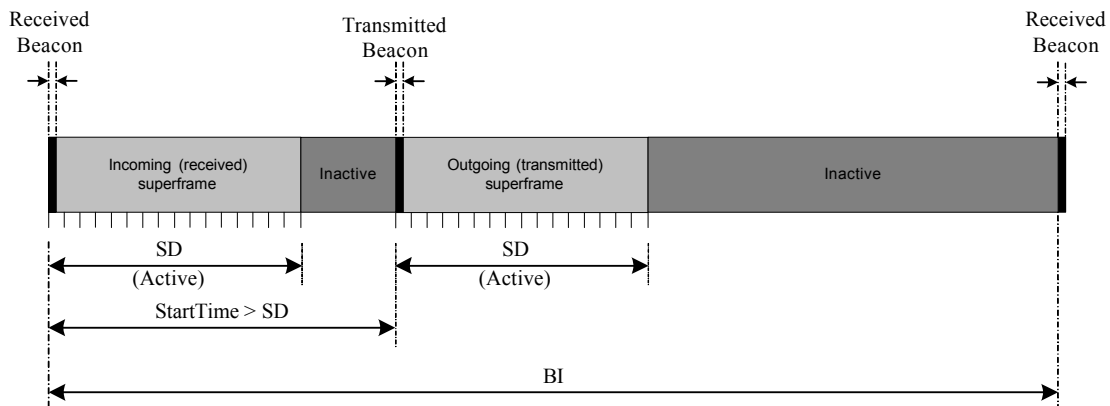 Received
Beacon
Transmitted
Beacon
Received
Beacon
Incoming (received)
superframe
Inactive
Outgoing (transmitted)
superframe
Inactive
SD
(Active)
SD
(Active)
StartTime > SD
BI